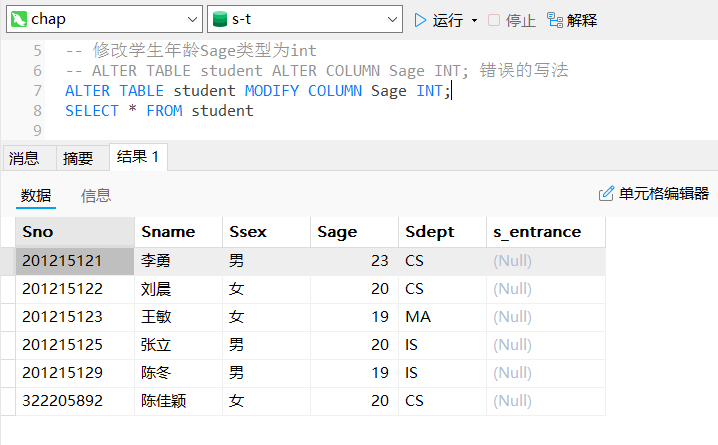 chap s-t 运行 停止 解释
5 -- 修改学生年龄Sage类型为int
6 -- ALTER TABLE student ALTER COLUMN Sage INT; 错误的写法
7 ALTER TABLE student MODIFY COLUMN Sage INT;
8 SELECT * FROM student
9
消息 摘要 结果 1
数据 信息 单元格编辑器
Sno Sname Ssex Sage Sdept s_entrance
201215121 李勇 男 23 CS (Null)
201215122 刘晨 女 20 CS (Null)
201215123 王敏 女 19 MA (Null)
201215125 张立 男 20 IS (Null)
201215129 陈冬 男 19 IS (Null)
322205892 陈佳颖 女 20 CS (Null)